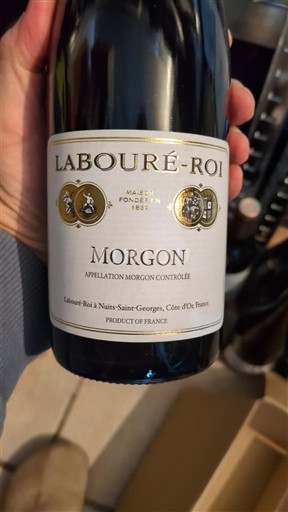 LABOURÉ-ROI
MAISON
FONDÉE EN
1832
MORGON
APPELLATION MORGON CONTRÔLÉE
Labouré-Roi à Nuits-Saint-Georges, Côte d'Or, France.
PRODUCT OF FRANCE